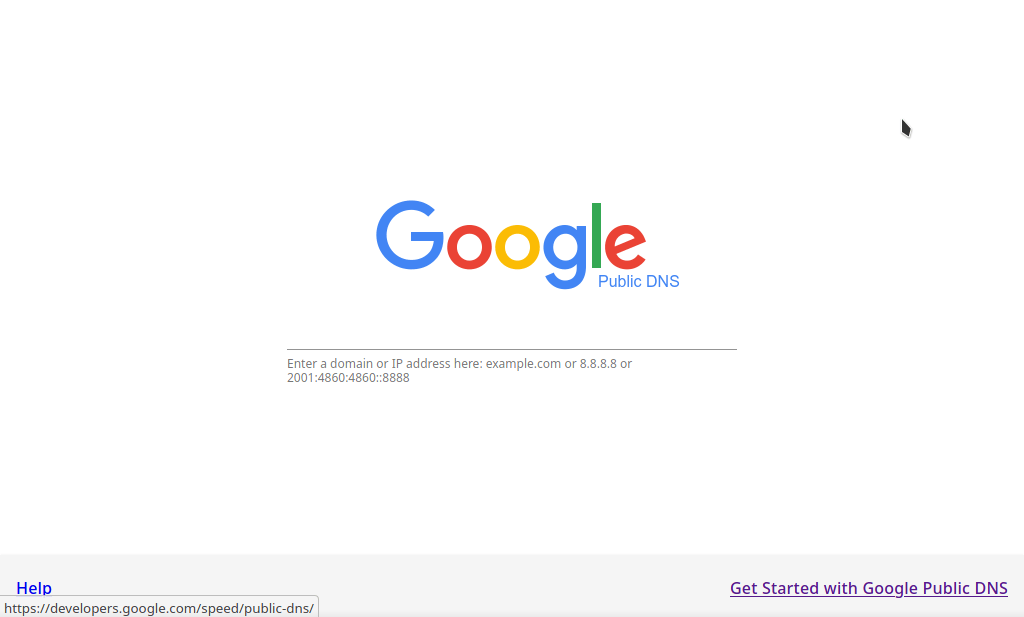 Google
Public DNS
Enter a domain or IP address here: example.com or 8.8.8.8 or
2001:4860:4860::8888
Help
Get Started with Google Public DNS
https://developers.google.com/speed/public-dns/